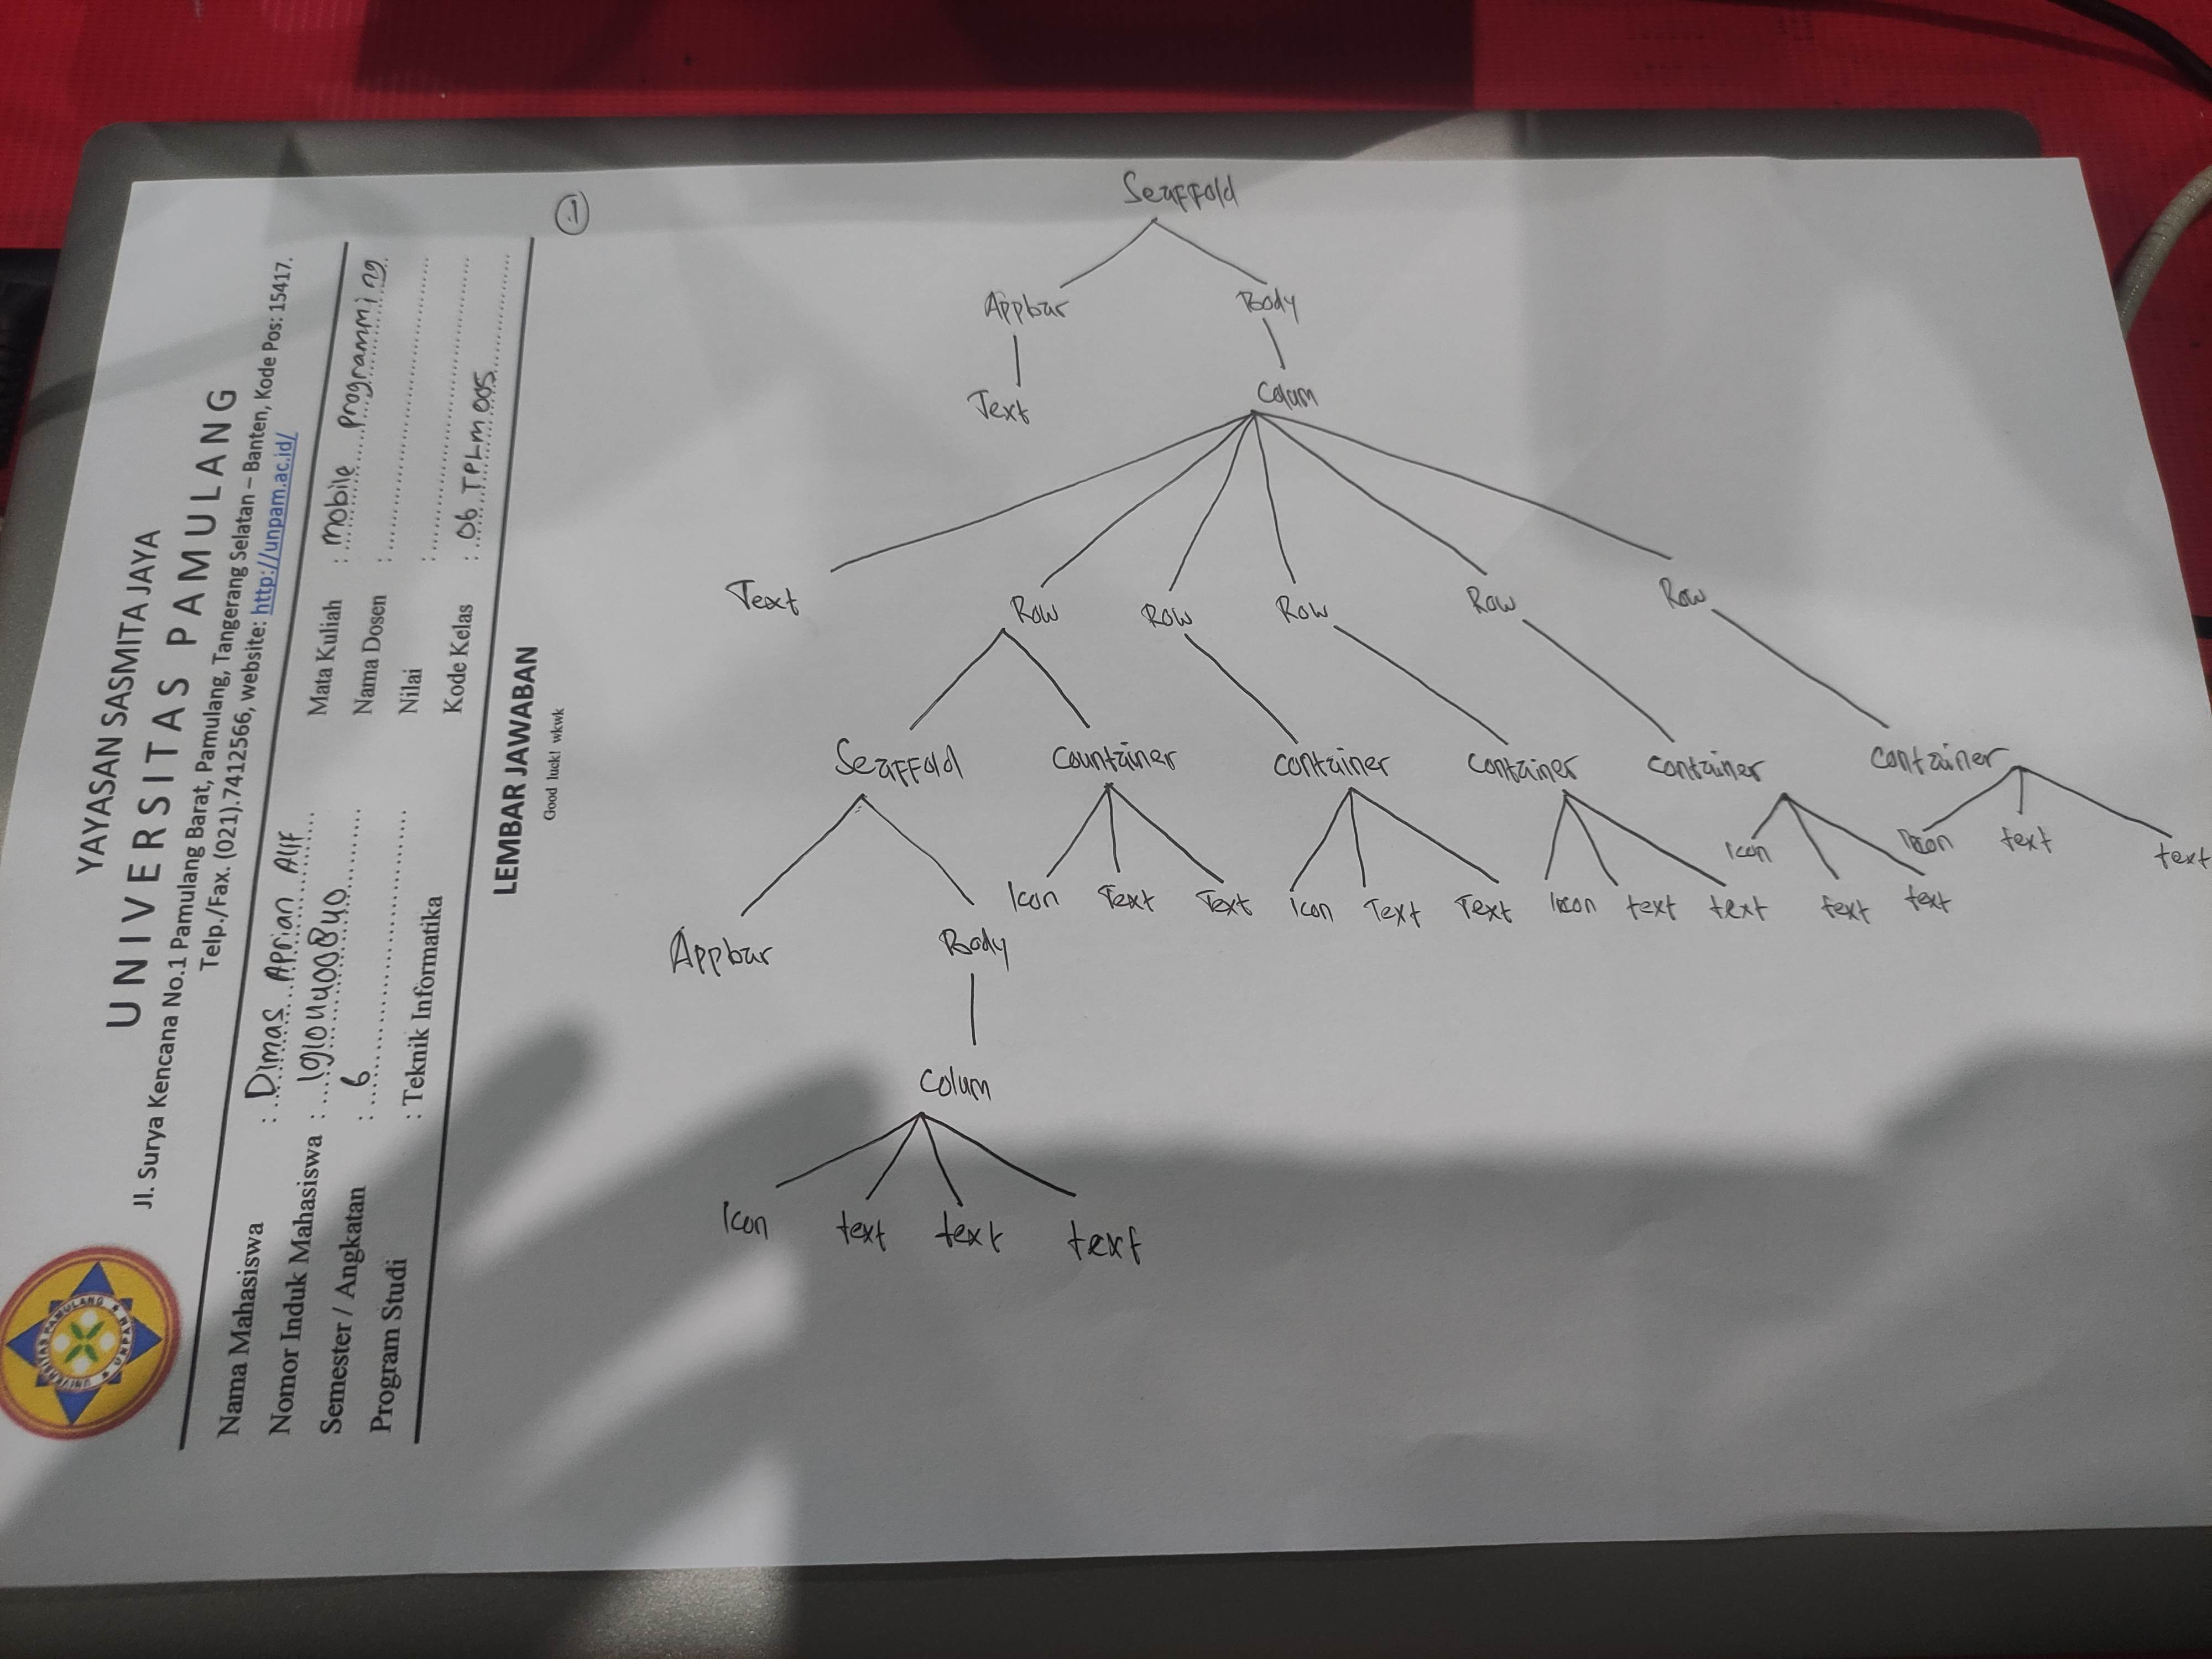 YAYASAN SASMITA JAYA
UNIVERSITAS PAMULANG
Jl. Surya Kencana No.1 Pamulang Barat, Pamulang, Tangerang Selatan – Banten, Kode Pos: 15417.
Telp./Fax. (021).7412566, website: http://unpam.ac.id/
Nama Mahasiswa : Dimas Aprian Alif Mata Kuliah : mobile programming
Nomor Induk Mahasiswa : Nama Dosen :
Semester / Angkatan : 6 Nilai :
Program Studi : Teknik Informatika Kode Kelas : 06 TPLM005
LEMBAR JAWABAN
Good luck! wkwk
1
Scaffold
Appbar Body
Text Colum
Text Row Row Row Row Row
Scaffold Countainer container container container container
Icon text text
Icon Text Text Icon Text Text Icon text text Icon text text
Appbar Body
Colum
Icon text text text
UNIVERSITAS PAMULANG
UNPAM